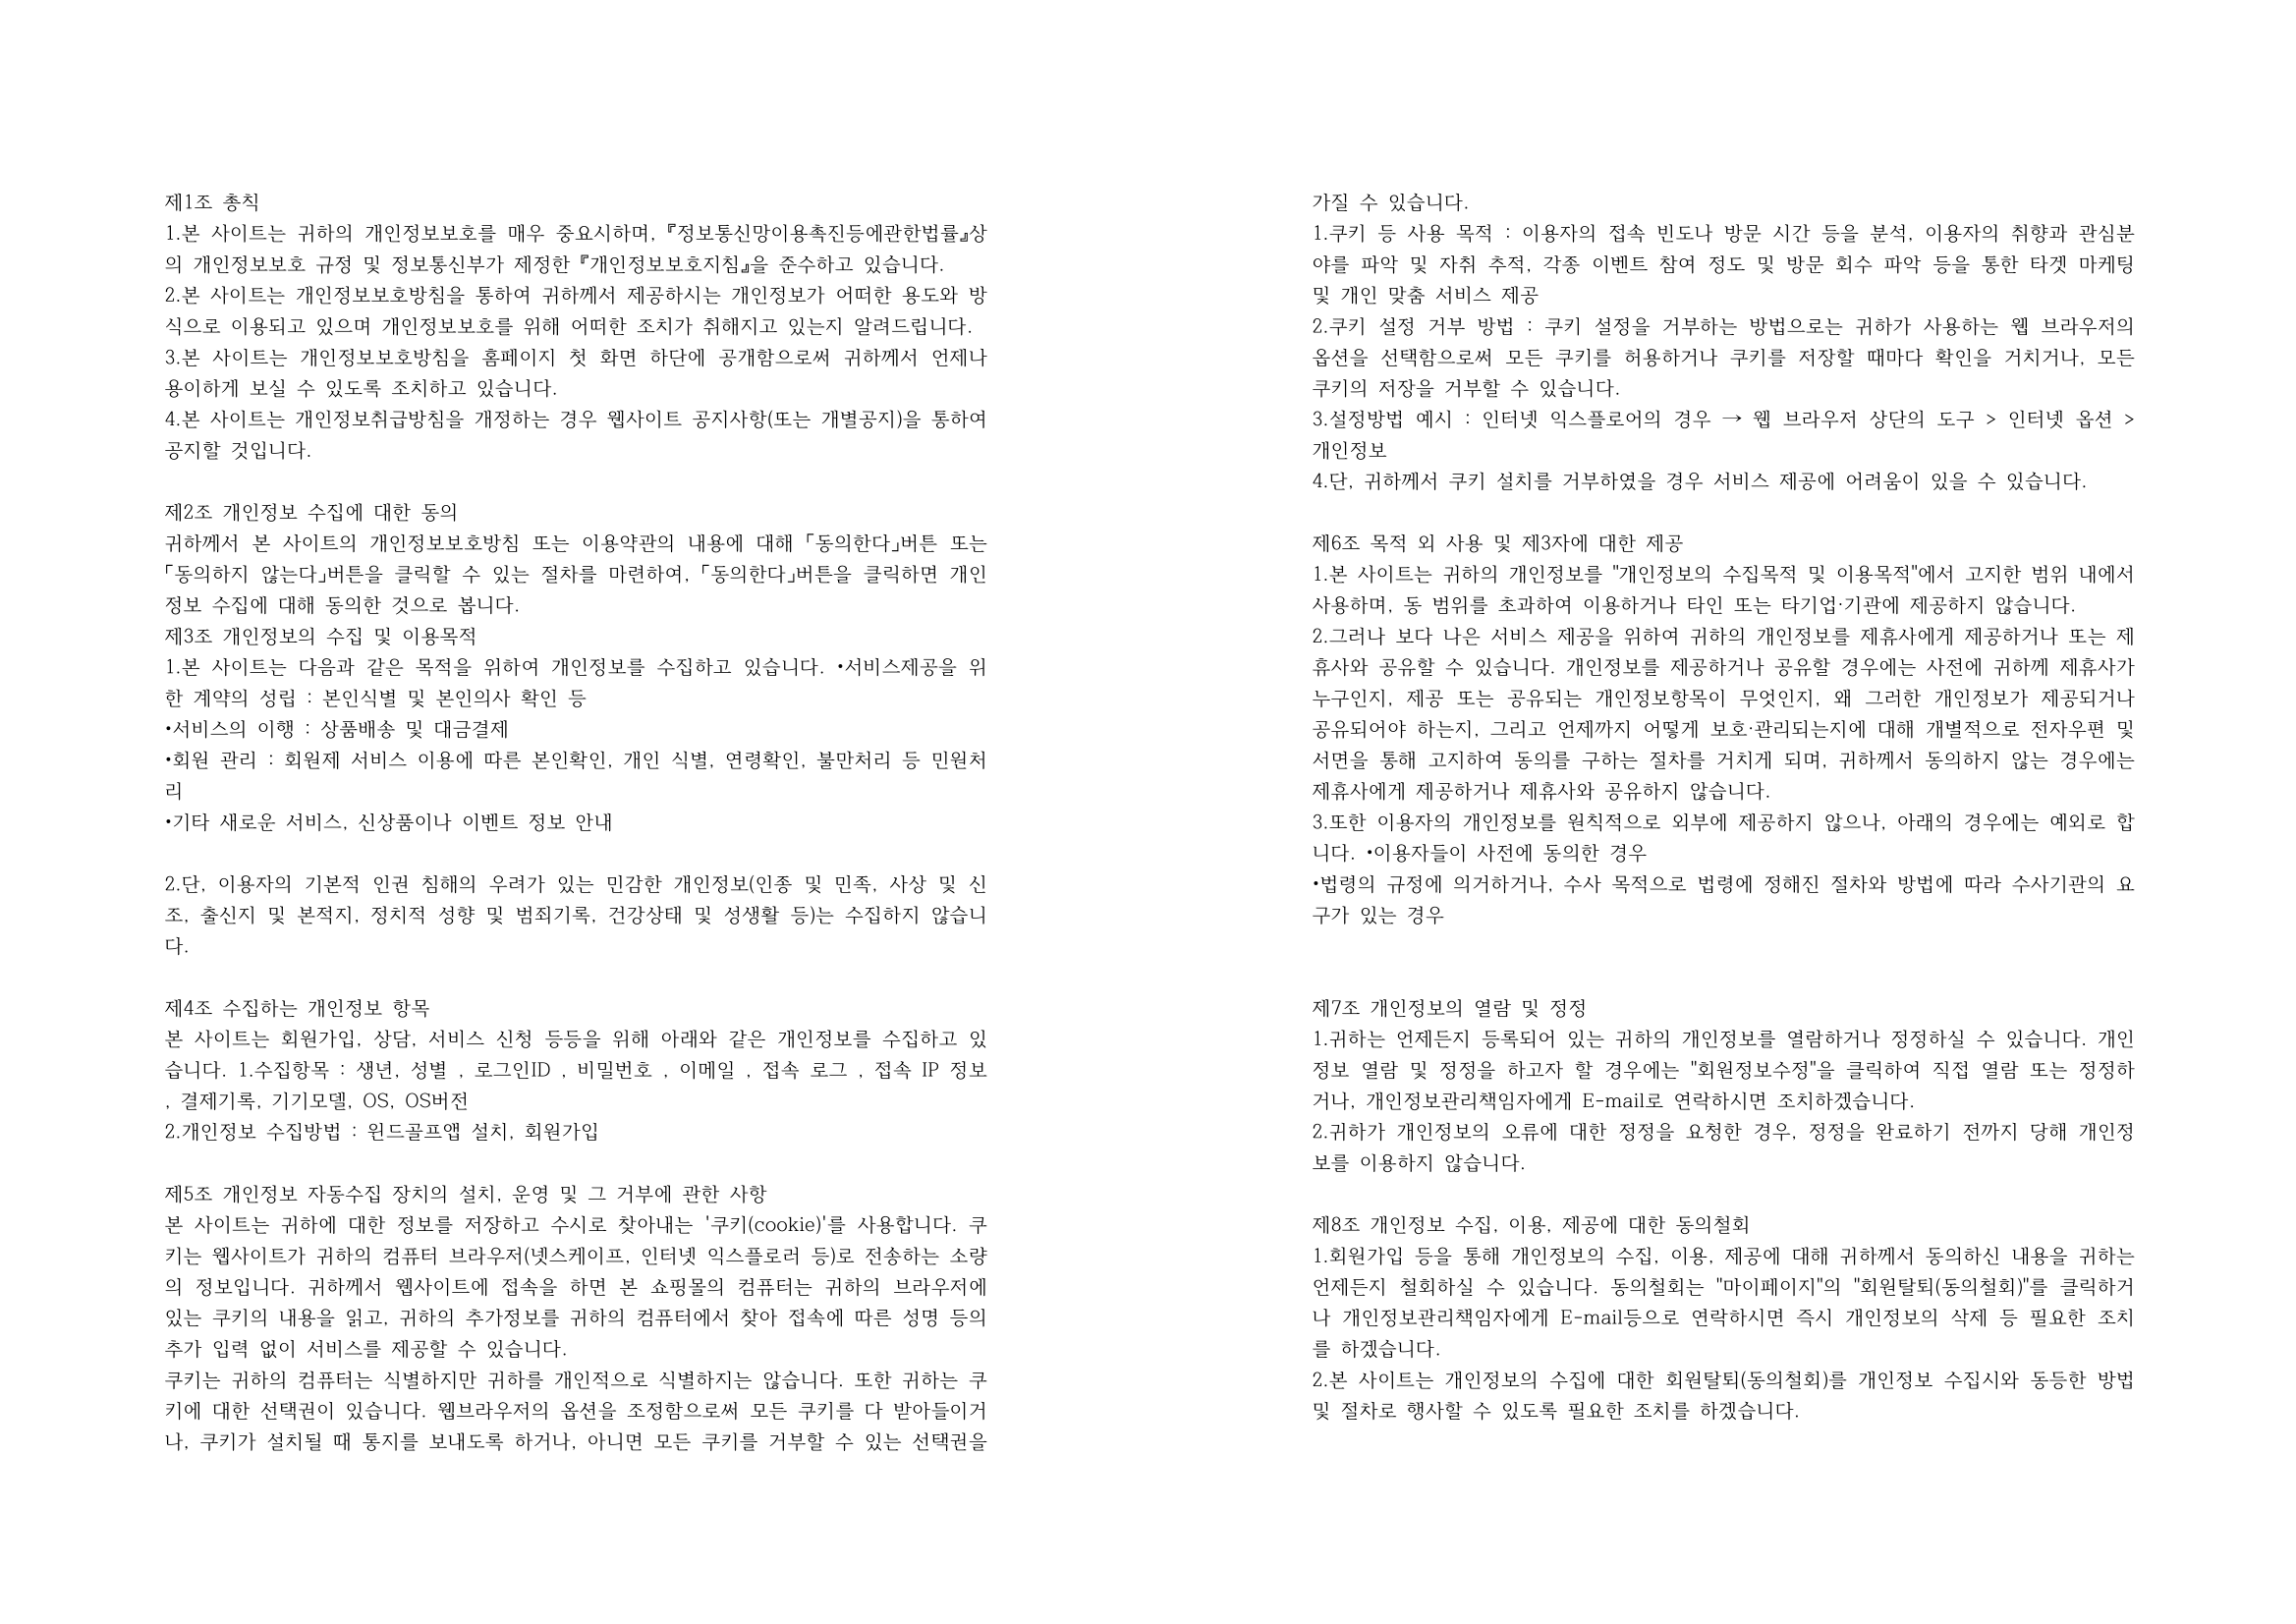 제1조 총칙
1.본 사이트는 귀하의 개인정보보호를 매우 중요시하며, 『정보통신망이용촉진등에관한법률』상
의 개인정보보호 규정 및 정보통신부가 제정한 『개인정보보호지침』을 준수하고 있습니다.
2.본 사이트는 개인정보보호방침을 통하여 귀하께서 제공하시는 개인정보가 어떠한 용도와 방
식으로 이용되고 있으며 개인정보보호를 위해 어떠한 조치가 취해지고 있는지 알려드립니다.
3.본 사이트는 개인정보보호방침을 홈페이지 첫 화면 하단에 공개함으로써 귀하께서 언제나
용이하게 보실 수 있도록 조치하고 있습니다.
4.본 사이트는 개인정보취급방침을 개정하는 경우 웹사이트 공지사항(또는 개별공지)을 통하여
공지할 것입니다.
제2조 개인정보 수집에 대한 동의
귀하께서 본 사이트의 개인정보보호방침 또는 이용약관의 내용에 대해 「동의한다」버튼 또는
「동의하지 않는다」버튼을 클릭할 수 있는 절차를 마련하여, 「동의한다」버튼을 클릭하면 개인
정보 수집에 대해 동의한 것으로 봅니다.
제3조 개인정보의 수집 및 이용목적
1.본 사이트는 다음과 같은 목적을 위하여 개인정보를 수집하고 있습니다. •서비스제공을 위
한 계약의 성립 : 본인식별 및 본인의사 확인 등
•서비스의 이행 : 상품배송 및 대금결제
•회원 관리 : 회원제 서비스 이용에 따른 본인확인, 개인 식별, 연령확인, 불만처리 등 민원처
리
•기타 새로운 서비스, 신상품이나 이벤트 정보 안내
2.단, 이용자의 기본적 인권 침해의 우려가 있는 민감한 개인정보(인종 및 민족, 사상 및 신
조, 출신지 및 본적지, 정치적 성향 및 범죄기록, 건강상태 및 성생활 등)는 수집하지 않습니
다.
제4조 수집하는 개인정보 항목
본 사이트는 회원가입, 상담, 서비스 신청 등등을 위해 아래와 같은 개인정보를 수집하고 있
습니다. 1.수집항목 : 생년, 성별 , 로그인ID , 비밀번호 , 이메일 , 접속 로그 , 접속 IP 정보
, 결제기록, 기기모델, OS, OS버전
2.개인정보 수집방법 : 윈드골프앱 설치, 회원가입
제5조 개인정보 자동수집 장치의 설치, 운영 및 그 거부에 관한 사항
본 사이트는 귀하에 대한 정보를 저장하고 수시로 찾아내는 '쿠키(cookie)'를 사용합니다. 쿠
키는 웹사이트가 귀하의 컴퓨터 브라우저(넷스케이프, 인터넷 익스플로러 등)로 전송하는 소량
의 정보입니다. 귀하께서 웹사이트에 접속을 하면 본 쇼핑몰의 컴퓨터는 귀하의 브라우저에
있는 쿠키의 내용을 읽고, 귀하의 추가정보를 귀하의 컴퓨터에서 찾아 접속에 따른 성명 등의
추가 입력 없이 서비스를 제공할 수 있습니다.
쿠키는 귀하의 컴퓨터는 식별하지만 귀하를 개인적으로 식별하지는 않습니다. 또한 귀하는 쿠
키에 대한 선택권이 있습니다. 웹브라우저의 옵션을 조정함으로써 모든 쿠키를 다 받아들이거
나, 쿠키가 설치될 때 통지를 보내도록 하거나, 아니면 모든 쿠키를 거부할 수 있는 선택권을
가질 수 있습니다.
1.쿠키 등 사용 목적 : 이용자의 접속 빈도나 방문 시간 등을 분석, 이용자의 취향과 관심분
야를 파악 및 자취 추적, 각종 이벤트 참여 정도 및 방문 회수 파악 등을 통한 타겟 마케팅
및 개인 맞춤 서비스 제공
2.쿠키 설정 거부 방법 : 쿠키 설정을 거부하는 방법으로는 귀하가 사용하는 웹 브라우저의
옵션을 선택함으로써 모든 쿠키를 허용하거나 쿠키를 저장할 때마다 확인을 거치거나, 모든
쿠키의 저장을 거부할 수 있습니다.
3.설정방법 예시 : 인터넷 익스플로어의 경우 → 웹 브라우저 상단의 도구 > 인터넷 옵션 >
개인정보
4.단, 귀하께서 쿠키 설치를 거부하였을 경우 서비스 제공에 어려움이 있을 수 있습니다.
제6조 목적 외 사용 및 제3자에 대한 제공
1.본 사이트는 귀하의 개인정보를 "개인정보의 수집목적 및 이용목적"에서 고지한 범위 내에서
사용하며, 동 범위를 초과하여 이용하거나 타인 또는 타기업·기관에 제공하지 않습니다.
2.그러나 보다 나은 서비스 제공을 위하여 귀하의 개인정보를 제휴사에게 제공하거나 또는 제
휴사와 공유할 수 있습니다. 개인정보를 제공하거나 공유할 경우에는 사전에 귀하께 제휴사가
누구인지, 제공 또는 공유되는 개인정보항목이 무엇인지, 왜 그러한 개인정보가 제공되거나
공유되어야 하는지, 그리고 언제까지 어떻게 보호·관리되는지에 대해 개별적으로 전자우편 및
서면을 통해 고지하여 동의를 구하는 절차를 거치게 되며, 귀하께서 동의하지 않는 경우에는
제휴사에게 제공하거나 제휴사와 공유하지 않습니다.
3.또한 이용자의 개인정보를 원칙적으로 외부에 제공하지 않으나, 아래의 경우에는 예외로 합
니다. •이용자들이 사전에 동의한 경우
•법령의 규정에 의거하거나, 수사 목적으로 법령에 정해진 절차와 방법에 따라 수사기관의 요
구가 있는 경우
제7조 개인정보의 열람 및 정정
1.귀하는 언제든지 등록되어 있는 귀하의 개인정보를 열람하거나 정정하실 수 있습니다. 개인
정보 열람 및 정정을 하고자 할 경우에는 "회원정보수정"을 클릭하여 직접 열람 또는 정정하
거나, 개인정보관리책임자에게 E-mail로 연락하시면 조치하겠습니다.
2.귀하가 개인정보의 오류에 대한 정정을 요청한 경우, 정정을 완료하기 전까지 당해 개인정
보를 이용하지 않습니다.
제8조 개인정보 수집, 이용, 제공에 대한 동의철회
1.회원가입 등을 통해 개인정보의 수집, 이용, 제공에 대해 귀하께서 동의하신 내용을 귀하는
언제든지 철회하실 수 있습니다. 동의철회는 "마이페이지"의 "회원탈퇴(동의철회)"를 클릭하거
나 개인정보관리책임자에게 E-mail등으로 연락하시면 즉시 개인정보의 삭제 등 필요한 조치
를 하겠습니다.
2.본 사이트는 개인정보의 수집에 대한 회원탈퇴(동의철회)를 개인정보 수집시와 동등한 방법
및 절차로 행사할 수 있도록 필요한 조치를 하겠습니다.